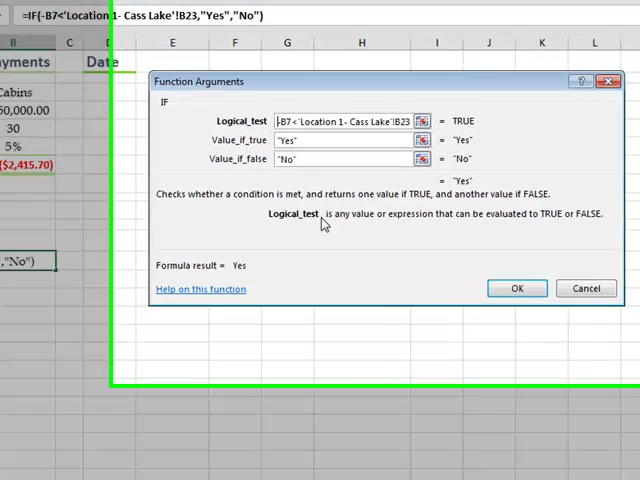 =IF(-B7<'Location 1- Cass Lake'!B23,"Yes","No")
B C E F G H I J K L
ayments Date
Cabins
50,000.00
30
5%
($2,415.70)
,"No")
Function Arguments
IF
Logical_test -B7<'Location 1- Cass Lake'!B23 = TRUE
Value_if_true "Yes" = "Yes"
Value_if_false "No" = "No"
= "Yes"
Checks whether a condition is met, and returns one value if TRUE, and another value if FALSE.
Logical_test is any value or expression that can be evaluated to TRUE or FALSE.
Formula result = Yes
Help on this function OK Cancel